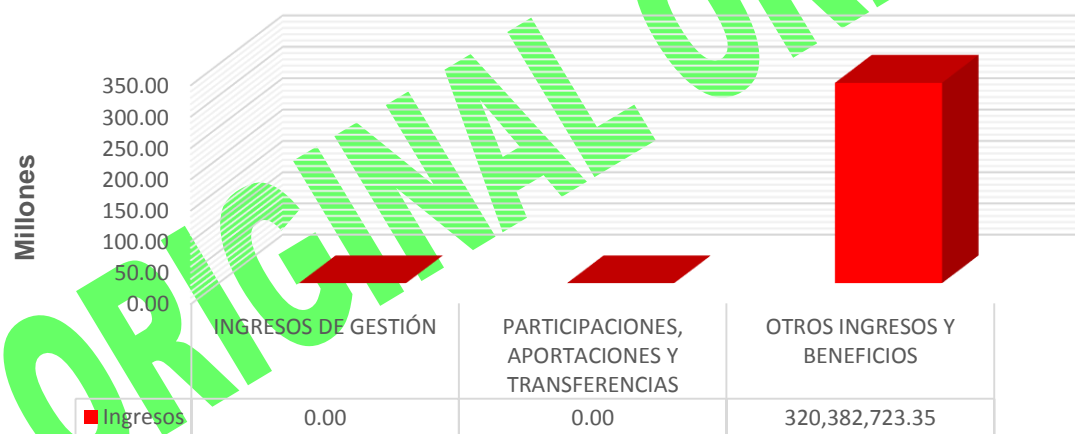 ORIGINAL OR
Millones
350.00
300.00
250.00
200.00
150.00
100.00
50.00
0.00
INGRESOS DE GESTIÓN
PARTICIPACIONES,
APORTACIONES Y
TRANSFERENCIAS
OTROS INGRESOS Y
BENEFICIOS
Ingresos 0.00 0.00 320,382,723.35